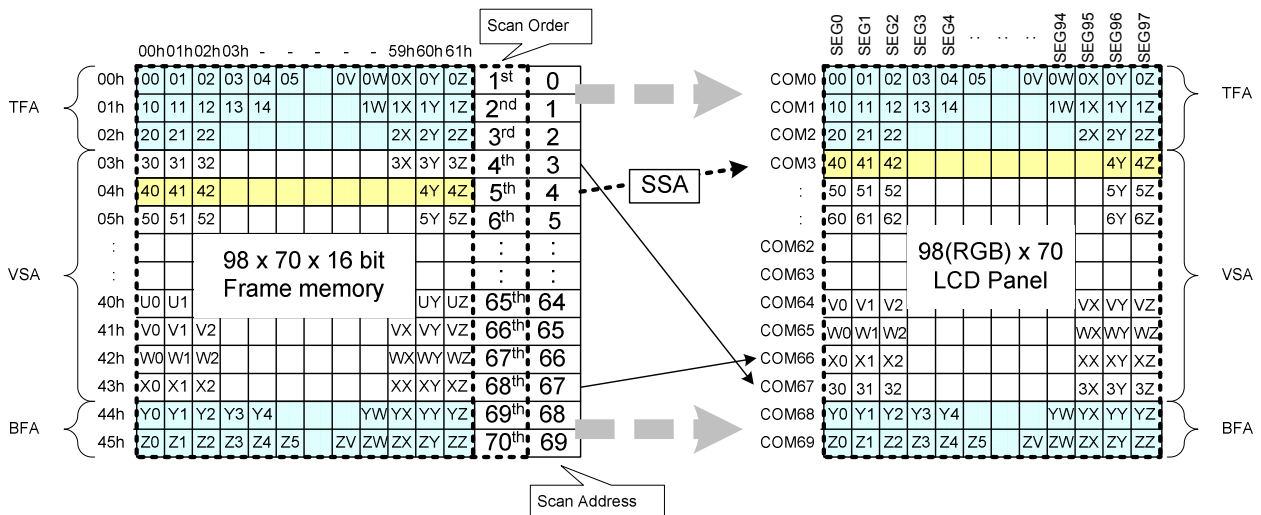 Scan Order
00h 01h 02h 03h - - - - - 59h 60h 61h
SEG0 SEG1 SEG2 SEG3 SEG4 : : : : : : SEG94 SEG95 SEG96 SEG97
00h 00 01 02 03 04 05 0V 0W 0X 0Y 0Z 1st 0
01h 10 11 12 13 14 1W 1X 1Y 1Z 2nd 1
02h 20 21 22 2X 2Y 2Z 3rd 2
03h 30 31 32 3X 3Y 3Z 4th 3
04h 40 41 42 4Y 4Z 5th 4
05h 50 51 52 5Y 5Z 6th 5
: : :
: : :
40h U0 U1 UY UZ 65th 64
41h V0 V1 V2 VX VY VZ 66th 65
42h W0 W1 W2 WX WY WZ 67th 66
43h X0 X1 X2 XX XY XZ 68th 67
44h Y0 Y1 Y2 Y3 Y4 YW YX YY YZ 69th 68
45h Z0 Z1 Z2 Z3 Z4 Z5 ZV ZW ZX ZY ZZ 70th 69
TFA
VSA
BFA
98 x 70 x 16 bit
Frame memory
Scan Address
SSA
COM0 00 01 02 03 04 05 0V 0W 0X 0Y 0Z
COM1 10 11 12 13 14 1W 1X 1Y 1Z
COM2 20 21 22 2X 2Y 2Z
COM3 40 41 42 4Y 4Z
: 50 51 52 5Y 5Z
: 60 61 62 6Y 6Z
COM62
COM63
COM64 V0 V1 V2 VX VY VZ
COM65 W0 W1 W2 WX WY WZ
COM66 X0 X1 X2 XX XY XZ
COM67 30 31 32 3X 3Y 3Z
COM68 Y0 Y1 Y2 Y3 Y4 YW YX YY YZ
COM69 Z0 Z1 Z2 Z3 Z4 Z5 ZV ZW ZX ZY ZZ
98(RGB) x 70
LCD Panel
TFA
VSA
BFA